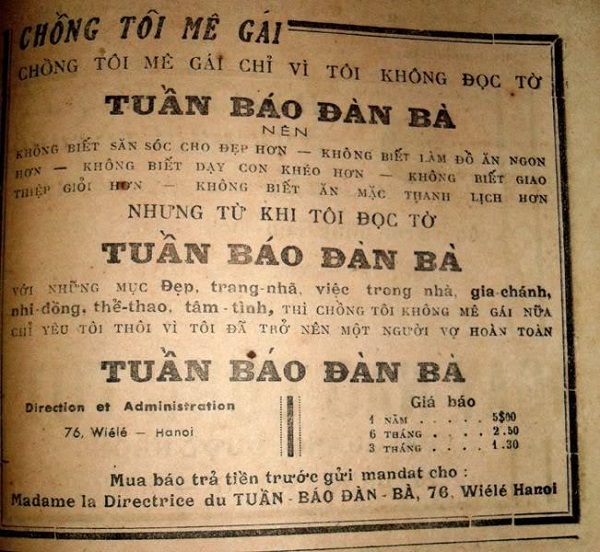 CHỒNG TÔI MÊ GÁI
CHỒNG TÔI MÊ GÁI CHỈ VÌ TÔI KHÔNG ĐỌC TỜ
TUẦN BÁO ĐÀN BÀ
NÊN
KHÔNG BIẾT SĂN SÓC CHO ĐẸP HƠN — KHÔNG BIẾT LÀM ĐỒ ĂN NGON
HƠN — KHÔNG BIẾT DẠY CON KHÉO HƠN — KHÔNG BIẾT GIAO
THIỆP GIỎI HƠN — KHÔNG BIẾT ĂN MẶC THANH LỊCH HƠN
NHƯNG TỪ KHI TÔI ĐỌC TỜ
TUẦN BÁO ĐÀN BÀ
VỚI NHỮNG MỤC Đẹp, trang-nhã, việc trong nhà, gia-chánh,
nhi-đồng, thể-thao, tâm-tình, THÌ CHỒNG TÔI KHÔNG MÊ GÁI NỮA
CHỈ YÊU TÔI THÔI VÌ TÔI ĐÃ TRỞ NÊN MỘT NGƯỜI VỢ HOÀN TOÀN
TUẦN BÁO ĐÀN BÀ
Direction et Administration
76, Wiélé — Hanoi
Giá báo
1 NĂM . . . . . 5$00
6 THÁNG . . . . 2.50
3 THÁNG . . . . 1.30
Mua báo trả tiền trước gửi mandat cho :
Madame la Directrice du TUẦN - BÁO ĐÀN - BÀ, 76, Wiélé Hanoi